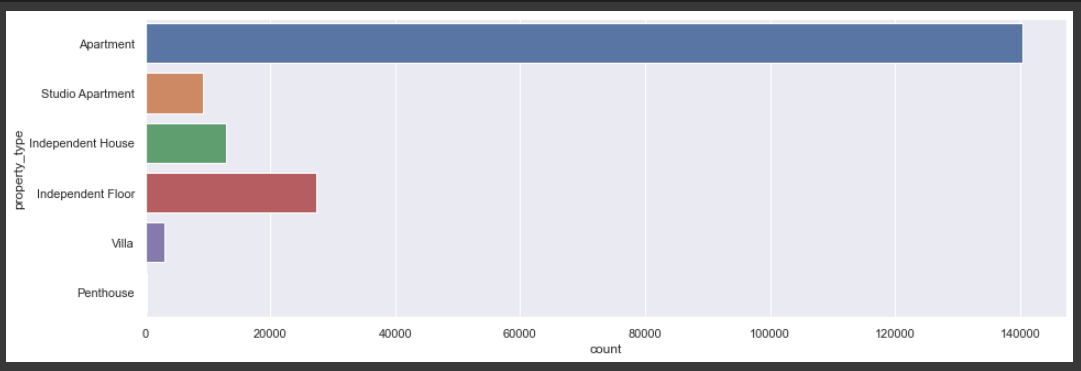 property_type
Apartment
Studio Apartment
Independent House
Independent Floor
Villa
Penthouse
0 20000 40000 60000 80000 100000 120000 140000
count